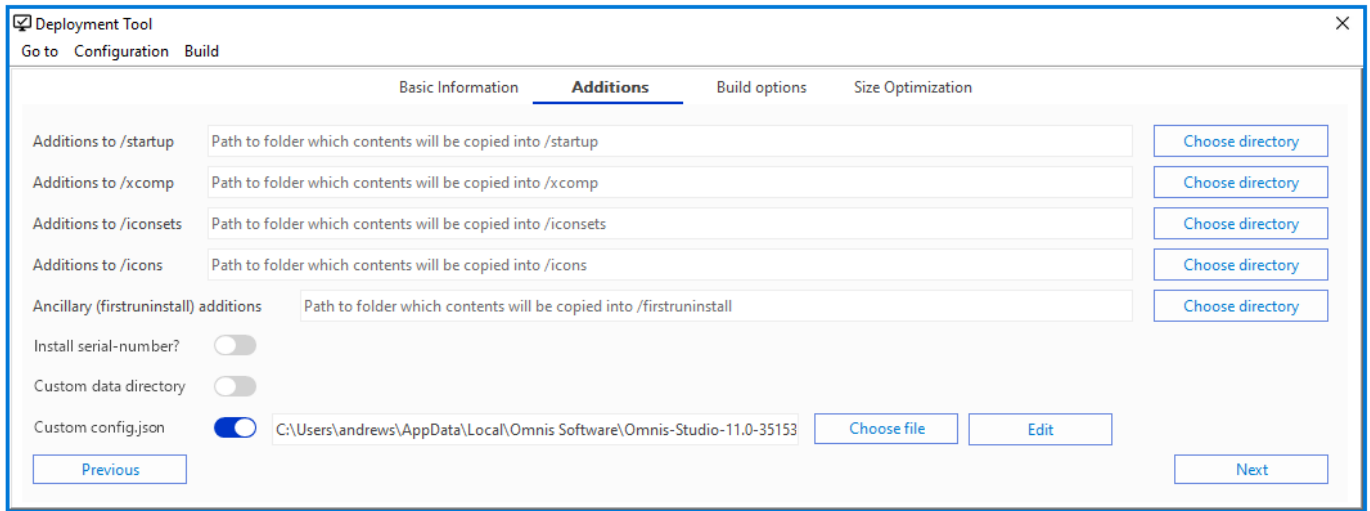 Deployment Tool
Go to Configuration Build
Basic Information Additions Build options Size Optimization
Additions to /startup Path to folder which contents will be copied into /startup Choose directory
Additions to /xcomp Path to folder which contents will be copied into /xcomp Choose directory
Additions to /iconsets Path to folder which contents will be copied into /iconsets Choose directory
Additions to /icons Path to folder which contents will be copied into /icons Choose directory
Ancillary (firstruninstall) additions Path to folder which contents will be copied into /firstruninstall Choose directory
Install serial-number?
Custom data directory
Custom config.json C:\Users\andrews\AppData\Local\Omnis Software\Omnis-Studio-11.0-35153 Choose file Edit
Previous Next